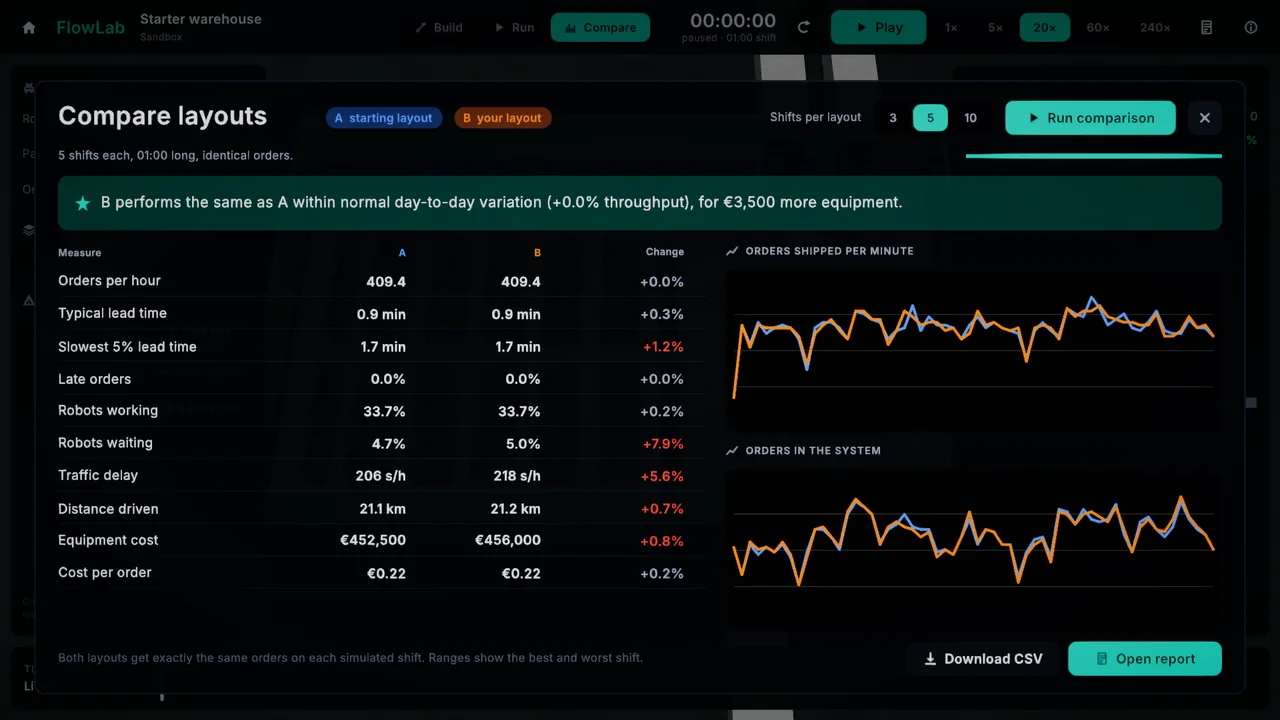 FlowLab
Starter warehouse
Sandbox
Build
Run
Compare
00:00:00
paused · 01:00 shift
Play
1×
5×
20×
60×
240×
Compare layouts
A starting layout
B your layout
Shifts per layout
3
5
10
Run comparison
5 shifts each, 01:00 long, identical orders.
B performs the same as A within normal day-to-day variation (+0.0% throughput), for €3,500 more equipment.
Measure A B Change
Orders per hour 409.4 409.4 +0.0%
Typical lead time 0.9 min 0.9 min +0.3%
Slowest 5% lead time 1.7 min 1.7 min +1.2%
Late orders 0.0% 0.0% +0.0%
Robots working 33.7% 33.7% +0.2%
Robots waiting 4.7% 5.0% +7.9%
Traffic delay 206 s/h 218 s/h +5.6%
Distance driven 21.1 km 21.2 km +0.7%
Equipment cost €452,500 €456,000 +0.8%
Cost per order €0.22 €0.22 +0.2%
ORDERS SHIPPED PER MINUTE
ORDERS IN THE SYSTEM
Both layouts get exactly the same orders on each simulated shift. Ranges show the best and worst shift.
Download CSV
Open report